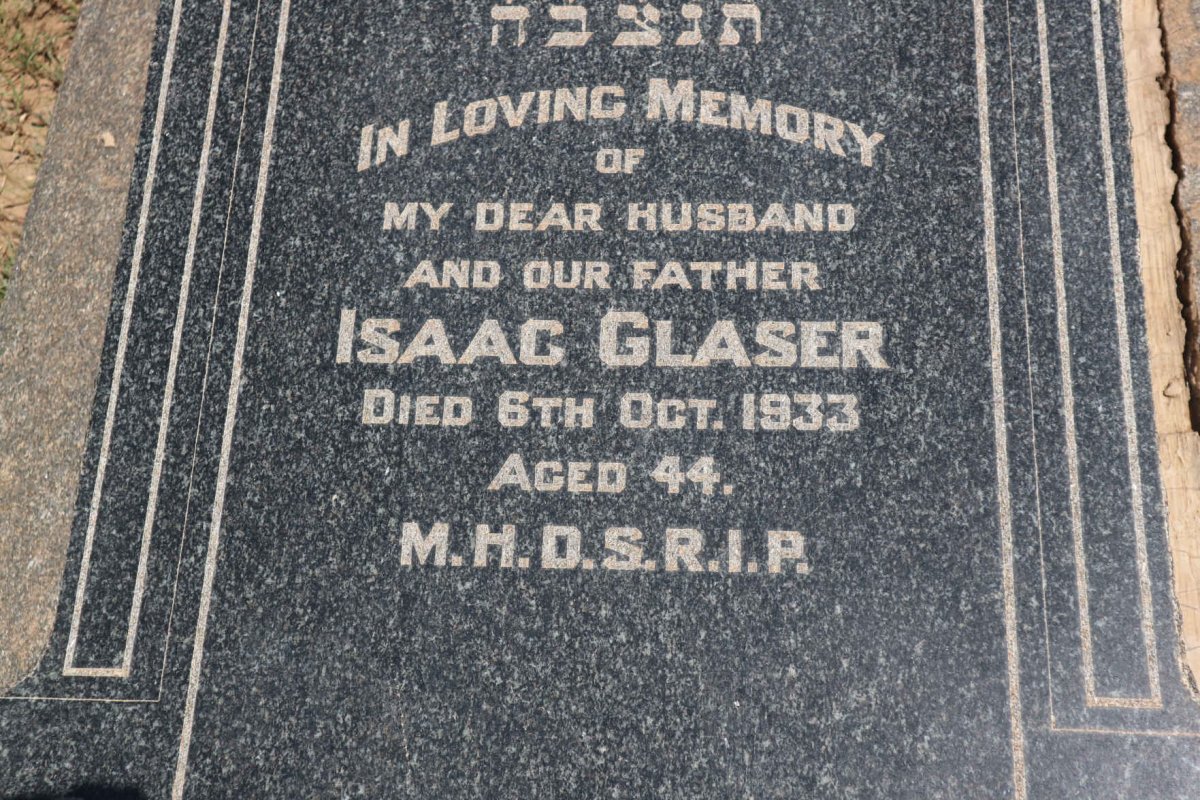 תנצבה
In Loving Memory
OF
MY DEAR HUSBAND
AND OUR FATHER
ISAAC GLASER
DIED 6TH OCT. 1933
AGED 44.
M.H.D.S.R.I.P.